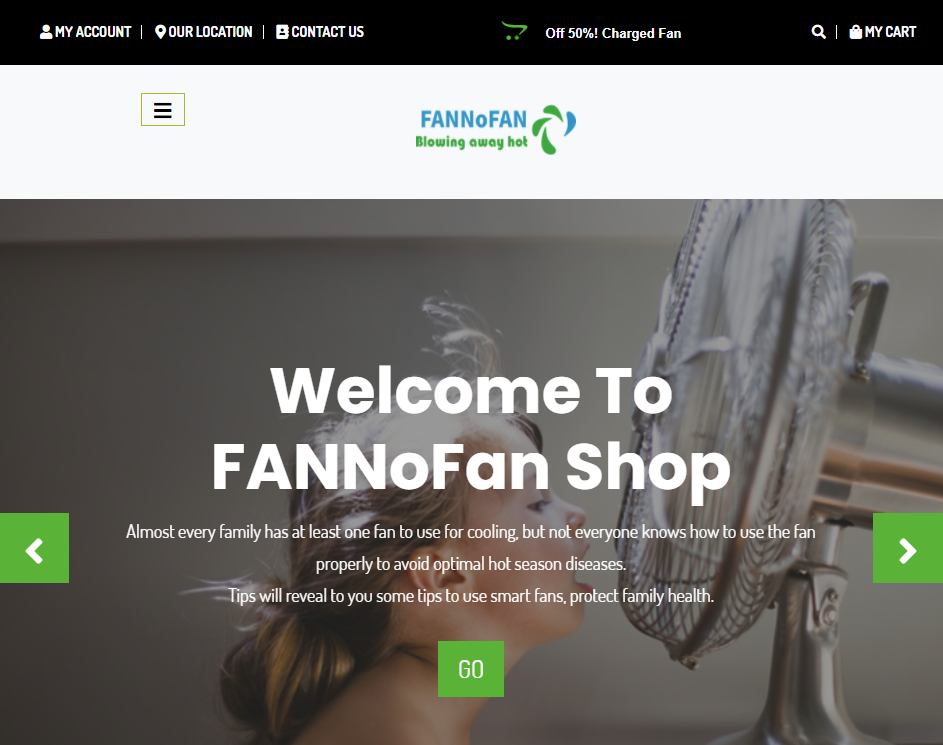 MY ACCOUNT | OUR LOCATION | CONTACT US
Off 50%! Charged Fan
| MY CART
FANNoFAN
Blowing away hot
Welcome To
FANNoFan Shop
Almost every family has at least one fan to use for cooling, but not everyone knows how to use the fan
properly to avoid optimal hot season diseases.
Tips will reveal to you some tips to use smart fans, protect family health.
GO